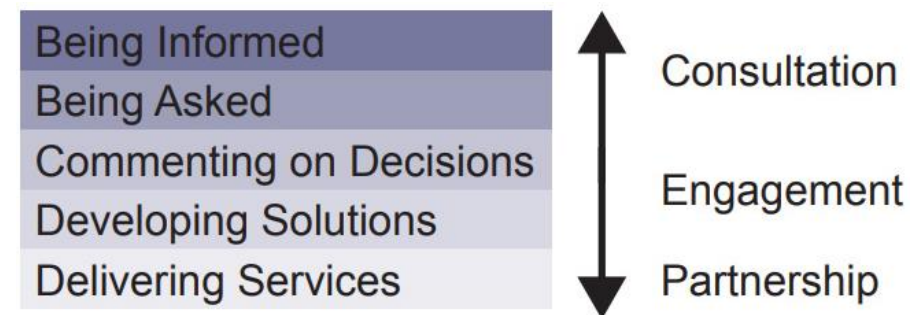 Being Informed
Being Asked
Commenting on Decisions
Developing Solutions
Delivering Services
Consultation
Engagement
Partnership